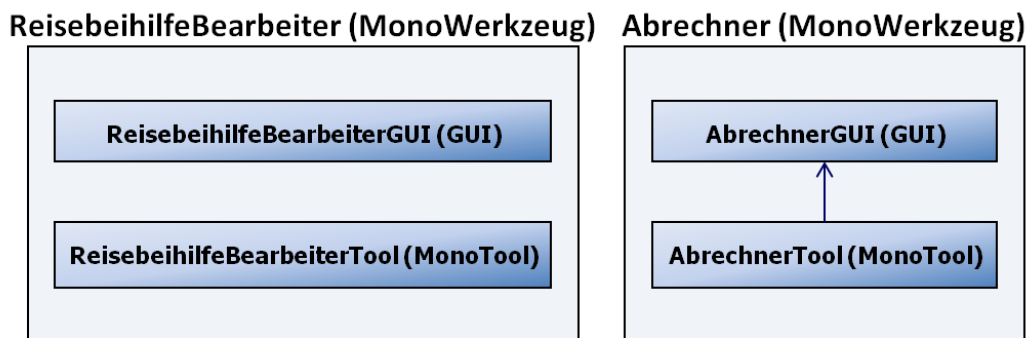 ReisebeihilfeBearbeiter (MonoWerkzeug)
Abrechner (MonoWerkzeug)
ReisebeihilfeBearbeiterGUI (GUI)
AbrechnerGUI (GUI)
ReisebeihilfeBearbeiterTool (MonoTool)
AbrechnerTool (MonoTool)